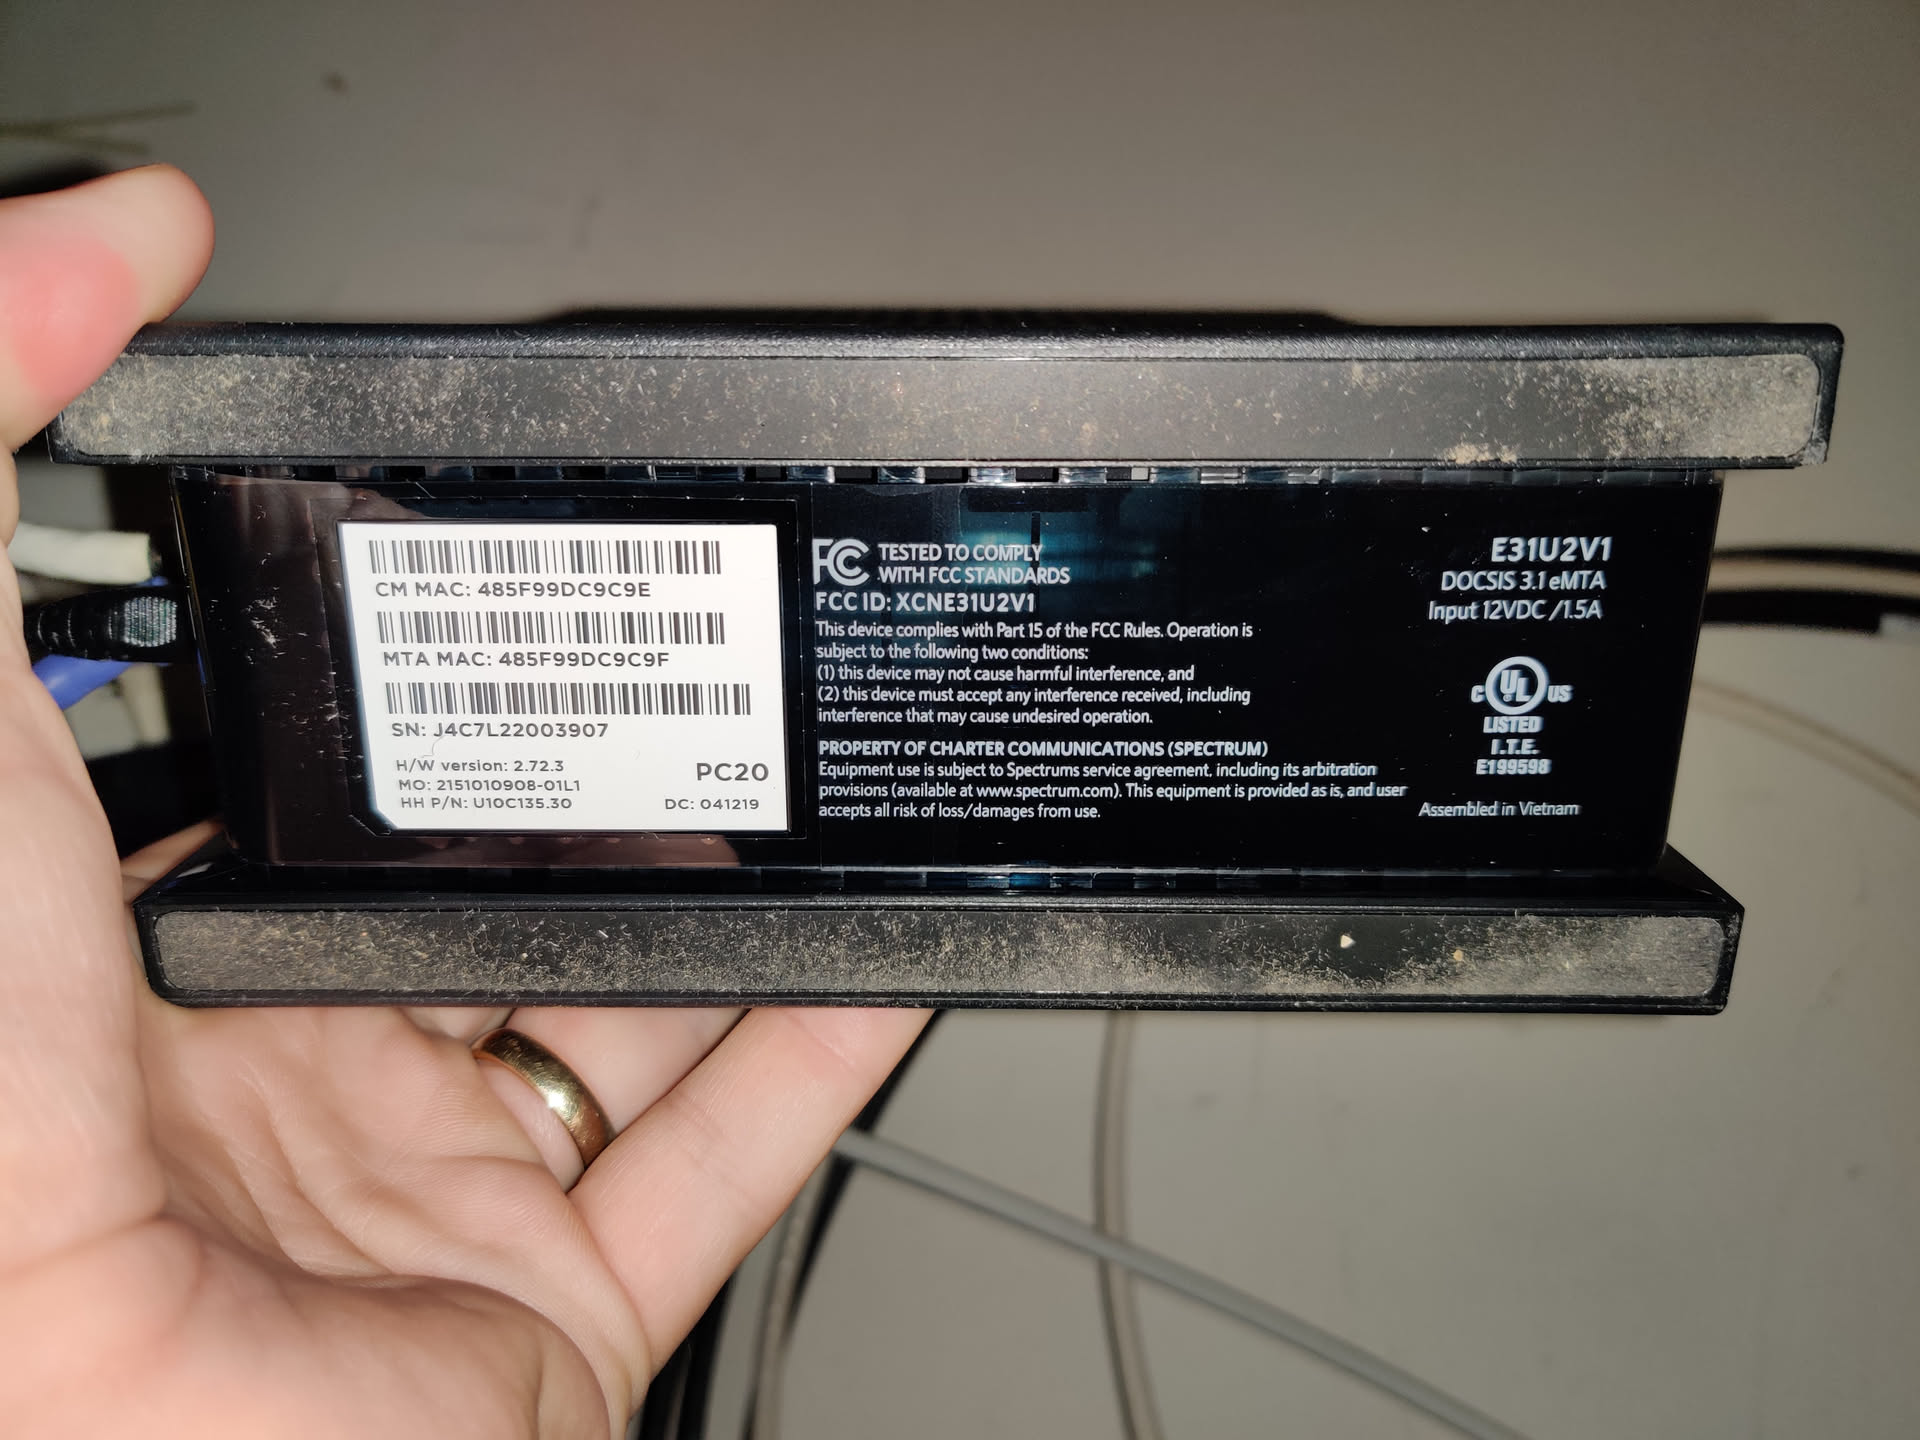 CM MAC: 485F99DC9C9E
MTA MAC: 485F99DC9C9F
SN: J4C7L22003907
H/W version: 2.72.3
MO: 2151010908-01L1
HH P/N: U10C135.30
PC20
DC: 041219
FC TESTED TO COMPLY
WITH FCC STANDARDS
FCC ID: XCNE31U2V1
This device complies with Part 15 of the FCC Rules. Operation is
subject to the following two conditions:
(1) this device may not cause harmful interference, and
(2) this device must accept any interference received, including
interference that may cause undesired operation.
PROPERTY OF CHARTER COMMUNICATIONS (SPECTRUM)
Equipment use is subject to Spectrums service agreement, including its arbitration
provisions (available at www.spectrum.com). This equipment is provided as is, and user
accepts all risk of loss/damages from use.
E31U2V1
DOCSIS 3.1 eMTA
Input 12VDC /1.5A
C UL US
LISTED
I.T.E.
E199598
Assembled in Vietnam